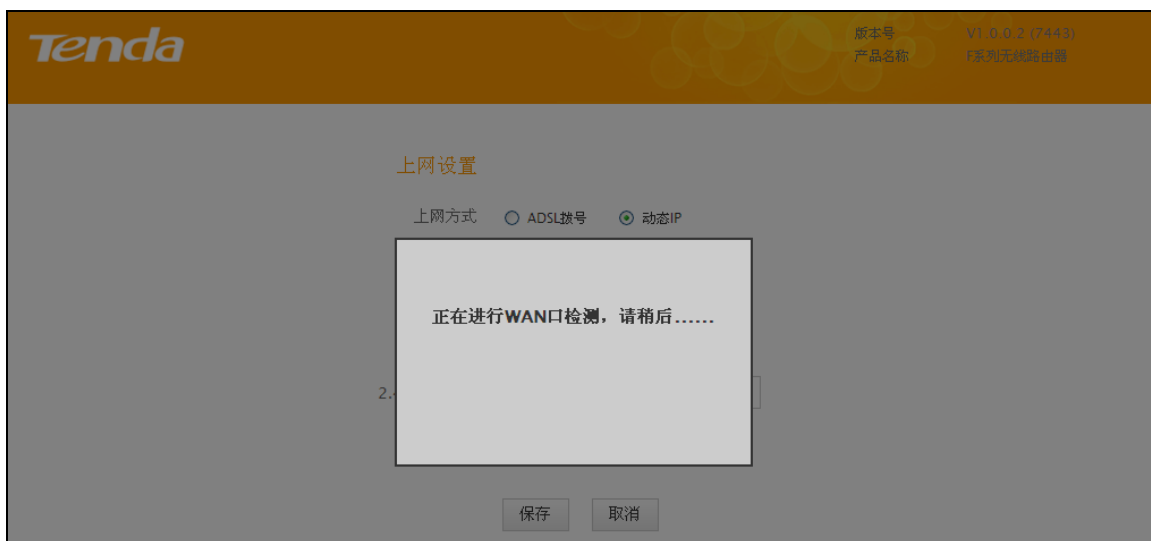 Tenda
版本号 V1.0.0.2 (7443)
产品名称 F系列无线路由器
上网设置
上网方式 ADSL拨号 动态IP
正在进行WAN口检测，请稍后......
2.
保存 取消